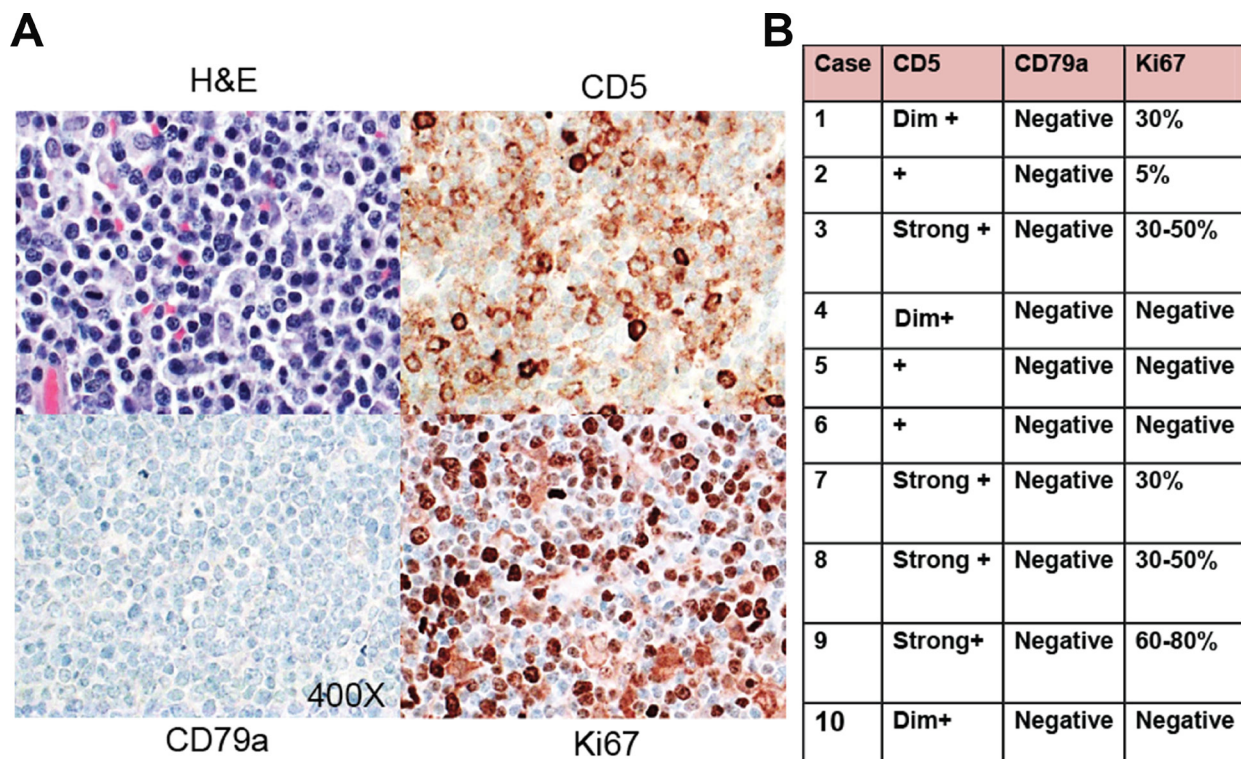 A
H&E
CD5
400X
CD79a
Ki67
B
Case CD5 CD79a Ki67
1 Dim + Negative 30%
2 + Negative 5%
3 Strong + Negative 30-50%
4 Dim+ Negative Negative
5 + Negative Negative
6 + Negative Negative
7 Strong + Negative 30%
8 Strong + Negative 30-50%
9 Strong+ Negative 60-80%
10 Dim+ Negative Negative